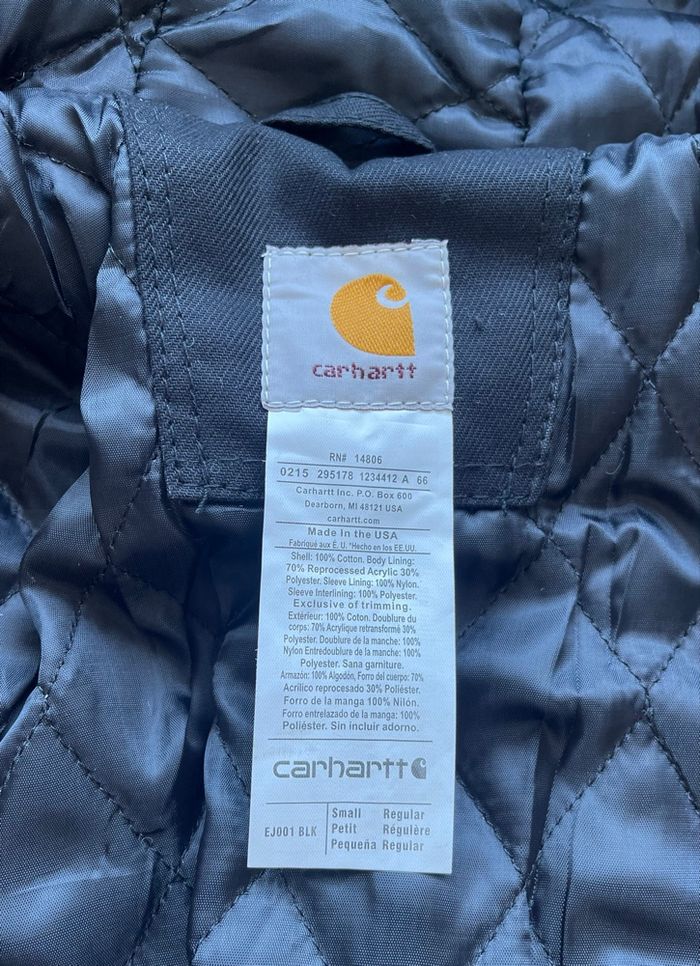 carhartt
RN# 14806
0215 295178 1234412 A 66
Carhartt Inc. P.O. Box 600
Dearborn, MI 48121 USA
carhartt.com
Made in the USA
Fabriqué aux É. U. *Hecho en los EE.UU.
Shell: 100% Cotton. Body Lining:
70% Reprocessed Acrylic 30%
Polyester. Sleeve Lining: 100% Nylon.
Sleeve Interlining: 100% Polyester.
Exclusive of trimming.
Extérieur: 100% Coton. Doublure du
corps: 70% Acrylique retransformé 30%
Polyester. Doublure de la manche: 100%
Nylon Entredoublure de la manche: 100%
Polyester. Sana garniture.
Armazón: 100% Algodón, Forro del cuerpo: 70%
Acrílico reprocesado 30% Poliéster.
Forro de la manga 100% Nilón.
Forro entrelazado de la manga: 100%
Poliéster. Sin incluir adorno.
carhartt
EJ001 BLK
Small Regular
Petit Régulère
Pequeña Regular